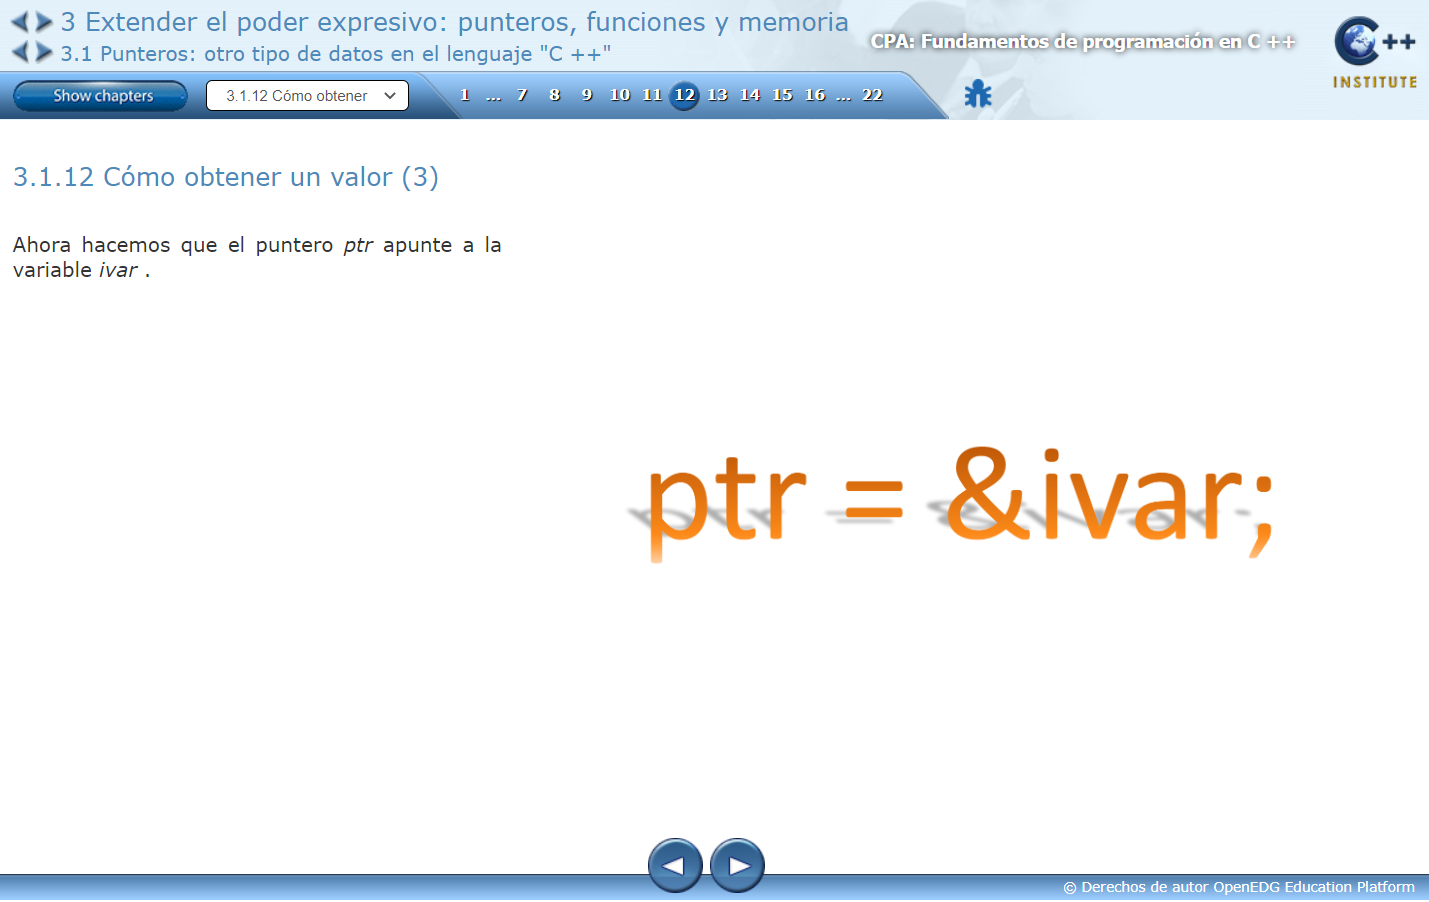 3 Extender el poder expresivo: punteros, funciones y memoria
3.1 Punteros: otro tipo de datos en el lenguaje "C ++"
CPA: Fundamentos de programación en C ++
C++
INSTITUTE
Show chapters
3.1.12 Cómo obtener
1 ... 7 8 9 10 11 12 13 14 15 16 ... 22
3.1.12 Cómo obtener un valor (3)
Ahora hacemos que el puntero ptr apunte a la
variable ivar .
ptr = &ivar;
© Derechos de autor OpenEDG Education Platform